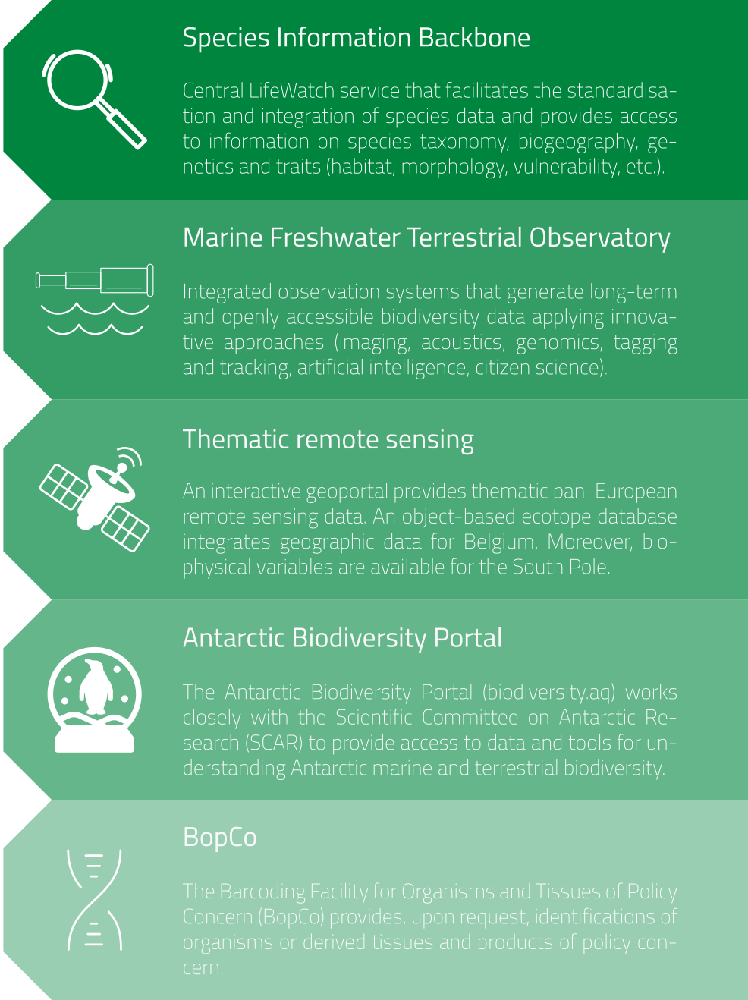 Species Information Backbone
Central LifeWatch service that facilitates the standardisa-
tion and integration of species data and provides access
to information on species taxonomy, biogeography, ge-
netics and traits (habitat, morphology, vulnerability, etc.).
Marine Freshwater Terrestrial Observatory
Integrated observation systems that generate long-term
and openly accessible biodiversity data applying innova-
tive approaches (imaging, acoustics, genomics, tagging
and tracking, artificial intelligence, citizen science).
Thematic remote sensing
An interactive geoportal provides thematic pan-European
remote sensing data. An object-based ecotope database
integrates geographic data for Belgium. Moreover, bio-
physical variables are available for the South Pole.
Antarctic Biodiversity Portal
The Antarctic Biodiversity Portal (biodiversity.aq) works
closely with the Scientific Committee on Antarctic Re-
search (SCAR) to provide access to data and tools for un-
derstanding Antarctic marine and terrestrial biodiversity.
BopCo
The Barcoding Facility for Organisms and Tissues of Policy
Concern (BopCo) provides, upon request, identifications of
organisms or derived tissues and products of policy con-
cern.